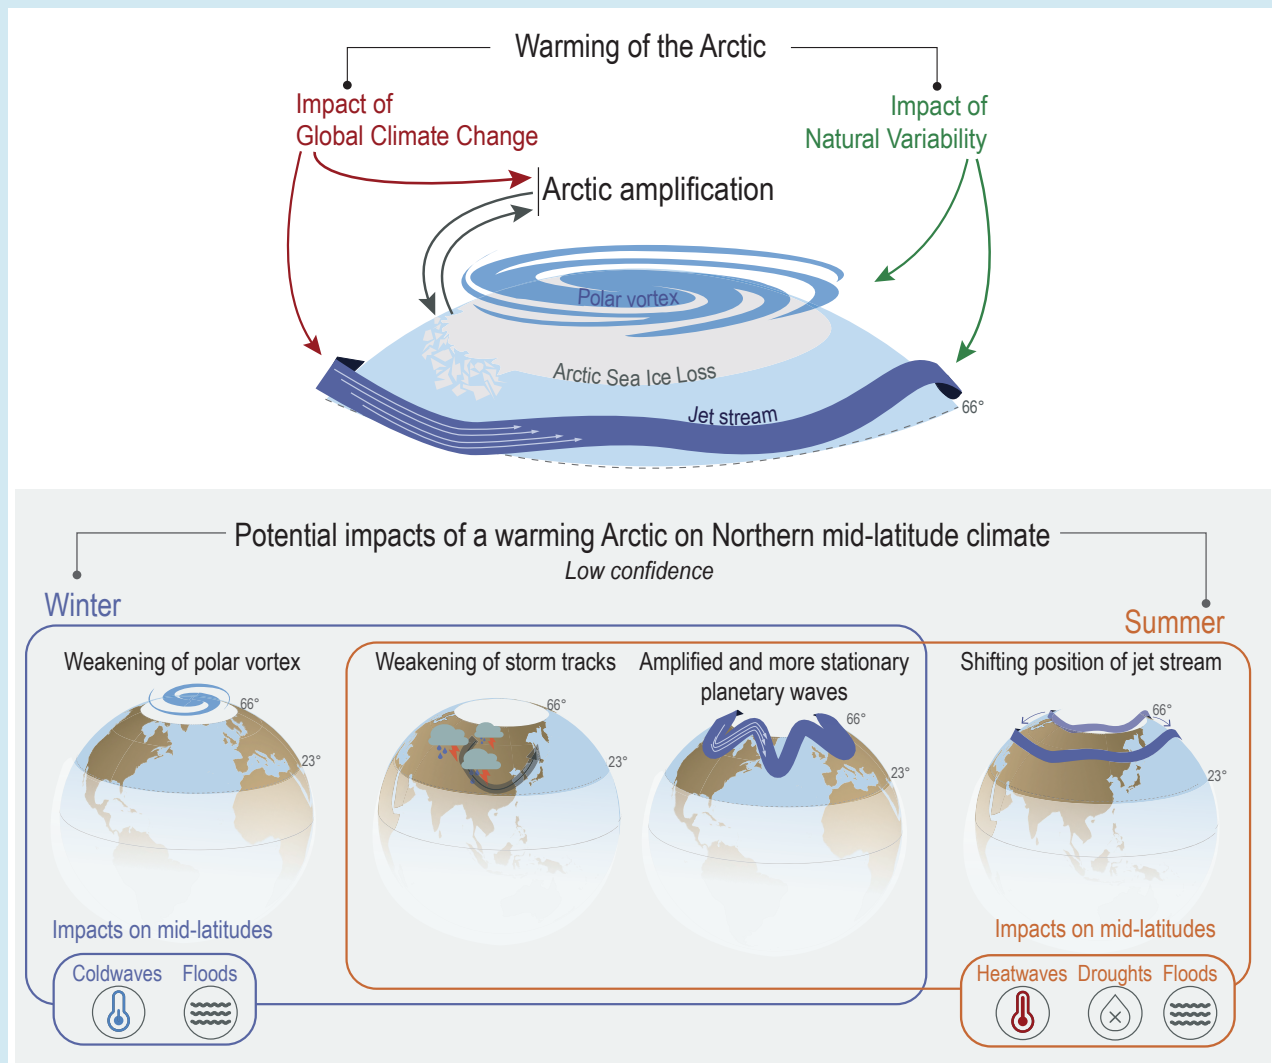 Warming of the Arctic
Impact of
Global Climate Change
Impact of
Natural Variability
Arctic amplification
Polar vortex
Arctic Sea Ice Loss
Jet stream
66°
Potential impacts of a warming Arctic on Northern mid-latitude climate
Low confidence
Winter
Summer
Weakening of polar vortex
66°
23°
Weakening of storm tracks
66°
23°
Amplified and more stationary
planetary waves
66°
23°
Shifting position of jet stream
66°
23°
Impacts on mid-latitudes
Coldwaves
Floods
Impacts on mid-latitudes
Heatwaves
Droughts
Floods